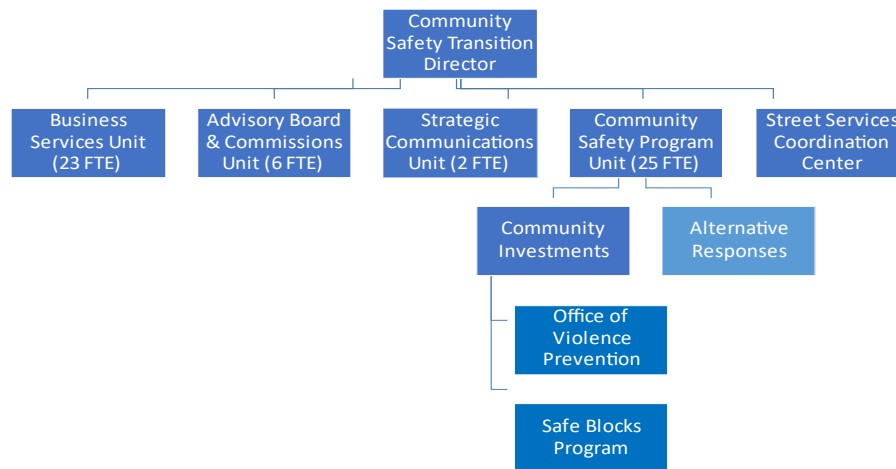 Community
Safety Transition
Director
Business
Services Unit
(23 FTE)
Advisory Board
& Commissions
Unit (6 FTE)
Strategic
Communications
Unit (2 FTE)
Community
Safety Program
Unit (25 FTE)
Street Services
Coordination
Center
Community
Investments
Alternative
Responses
Office of
Violence
Prevention
Safe Blocks
Program